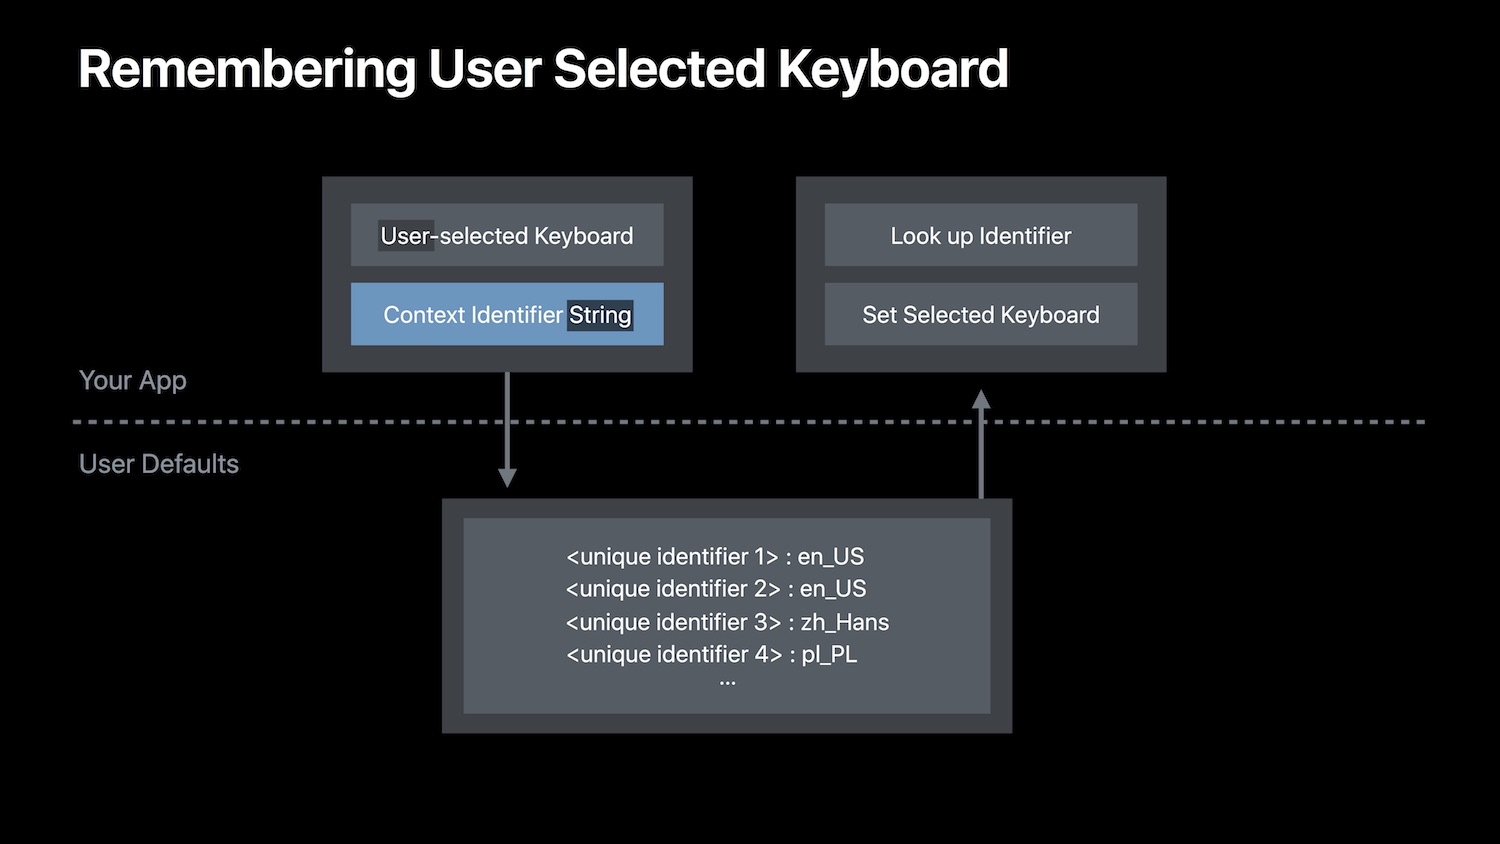 Remembering User Selected Keyboard
User-selected Keyboard
Context Identifier String
Look up Identifier
Set Selected Keyboard
Your App
User Defaults
<unique identifier 1> : en_US
<unique identifier 2> : en_US
<unique identifier 3> : zh_Hans
<unique identifier 4> : pl_PL
...